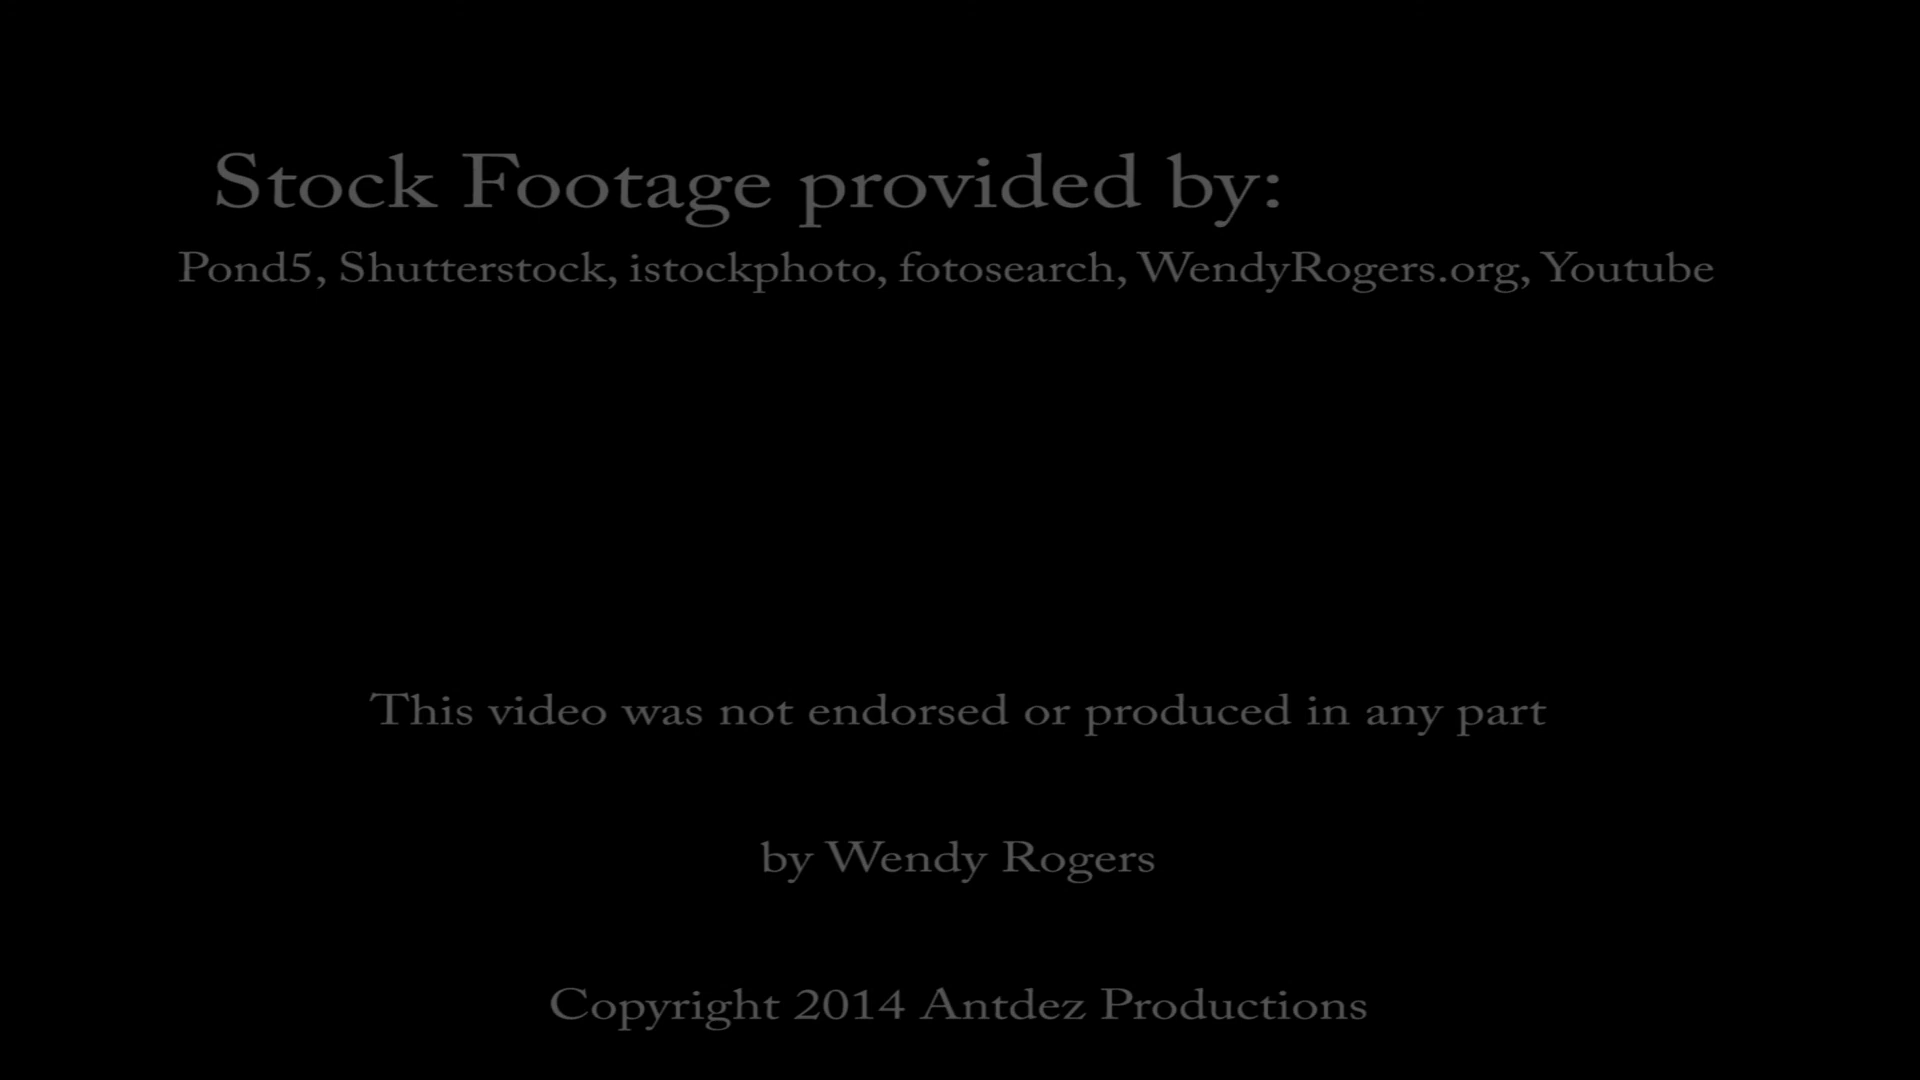 Stock Footage provided by:
Pond5, Shutterstock, istockphoto, fotosearch, WendyRogers.org, Youtube
This video was not endorsed or produced in any part
by Wendy Rogers
Copyright 2014 Antdez Productions